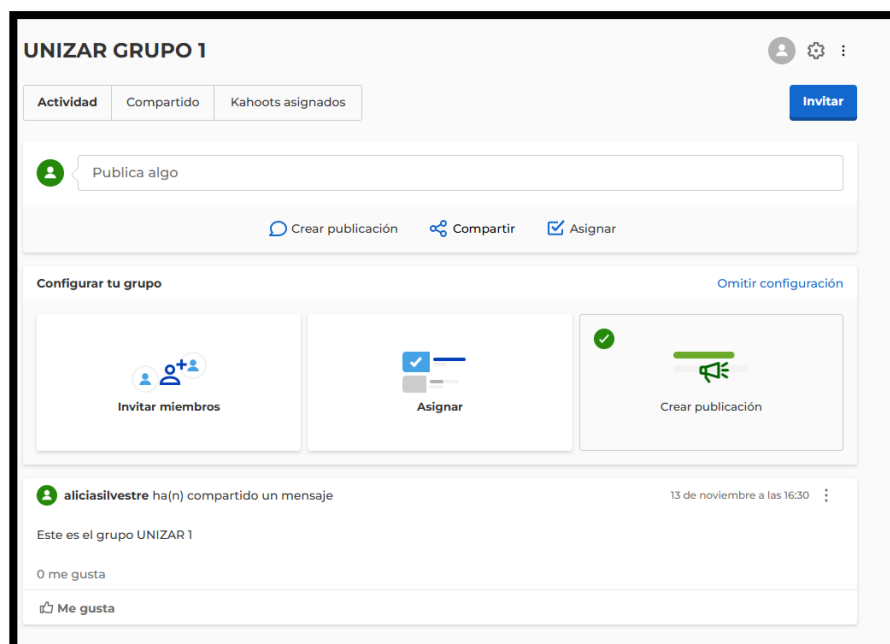 UNIZAR GRUPO 1
Actividad
Compartido
Kahoots asignados
Invitar
Publica algo
Crear publicación
Compartir
Asignar
Configurar tu grupo
Omitir configuración
Invitar miembros
Asignar
Crear publicación
aliciasilvestre ha(n) compartido un mensaje
13 de noviembre a las 16:30
Este es el grupo UNIZAR 1
0 me gusta
Me gusta